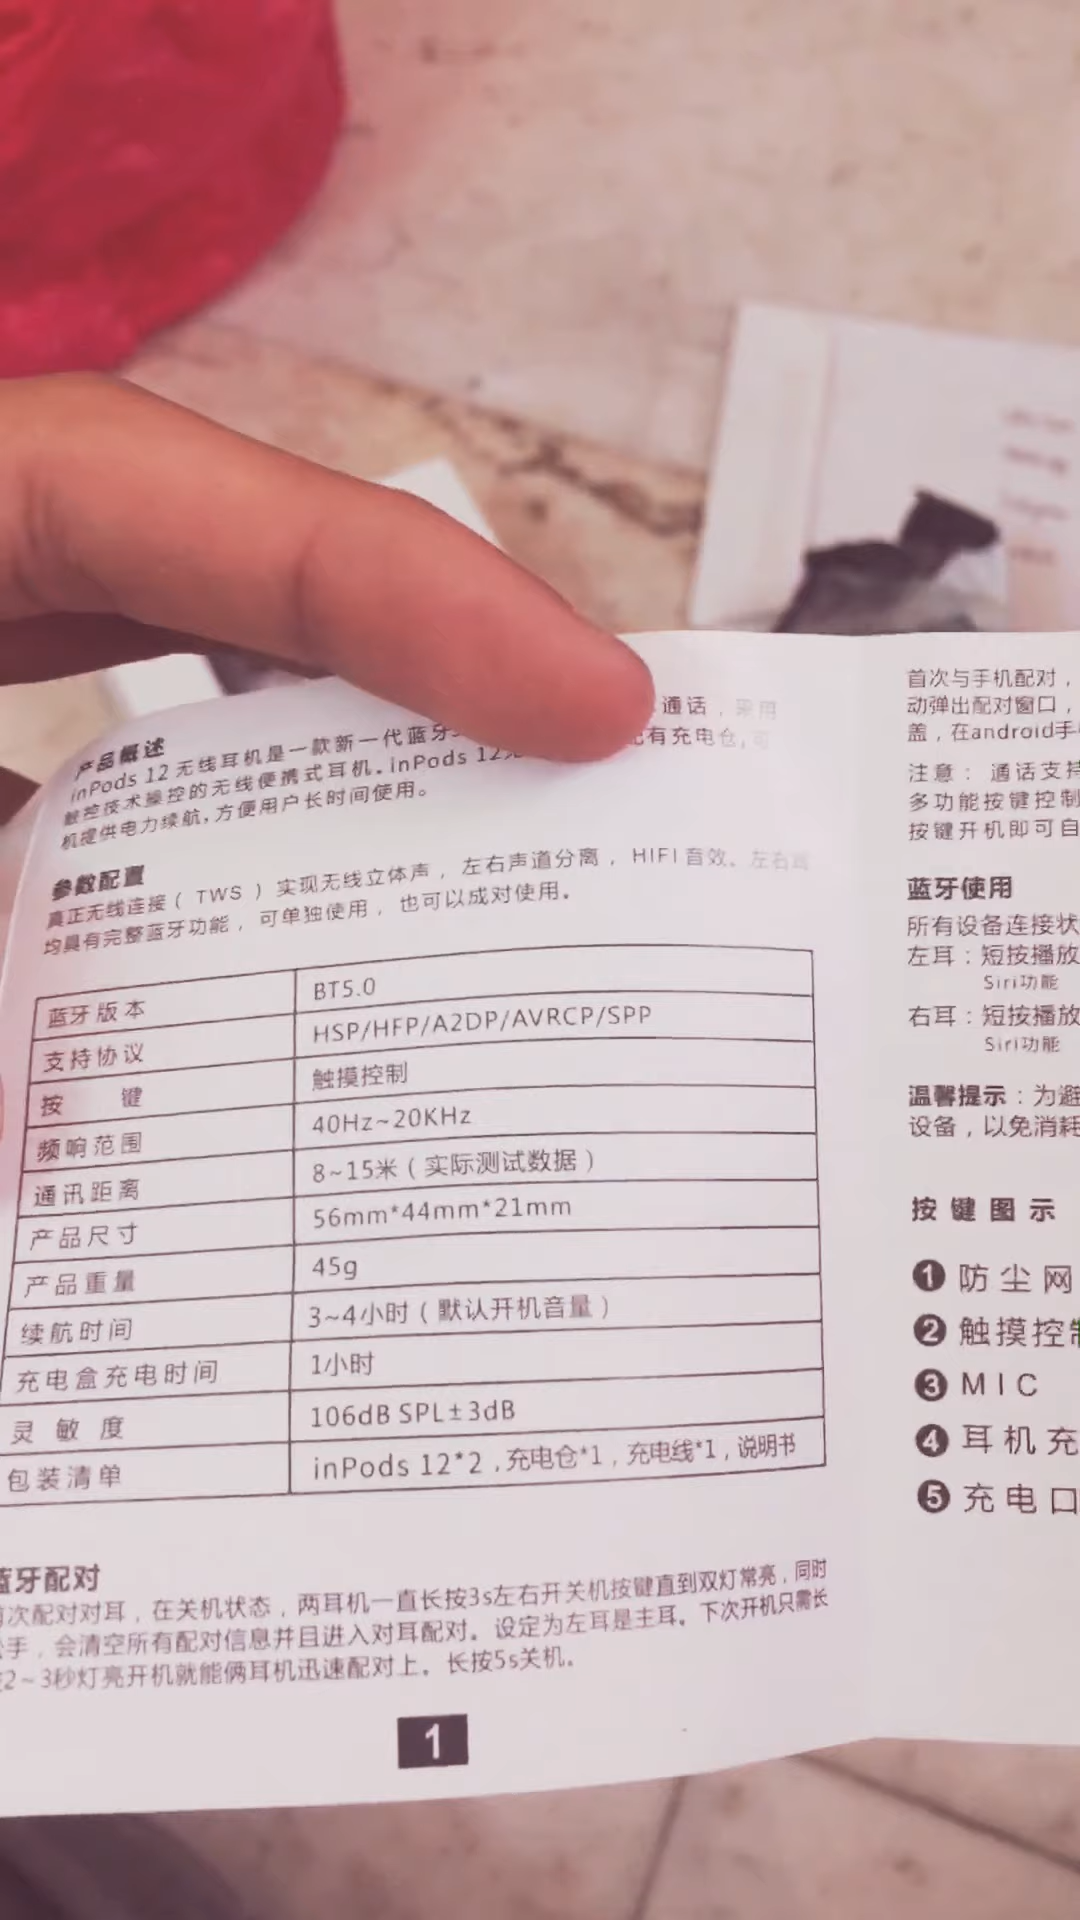 产品概述
inPods 12 无线耳机是一款新一代蓝牙 通话，采用
触控技术操控的无线便携式耳机. inPods 12 有充电仓,可
机提供电力续航,方便用户长时间使用。
参数配置
真正无线连接（TWS）实现无线立体声，左右声道分离，HIFI音效。左右耳
均具有完整蓝牙功能，可单独使用，也可以成对使用。
蓝牙版本 BT5.0
支持协议 HSP/HFP/A2DP/AVRCP/SPP
按 键 触摸控制
频响范围 40Hz~20KHz
通讯距离 8~15米（实际测试数据）
产品尺寸 56mm*44mm*21mm
产品重量 45g
续航时间 3~4小时（默认开机音量）
充电盒充电时间 1小时
灵 敏 度 106dB SPL±3dB
包装清单 inPods 12*2，充电仓*1，充电线*1，说明书
蓝牙配对
首次配对对耳，在关机状态，两耳机一直长按3s左右开关机按键直到双灯常亮，同时
松手，会清空所有配对信息并且进入对耳配对。设定为左耳是主耳。下次开机只需长
按2~3秒灯亮开机就能俩耳机迅速配对上。长按5s关机。
1
首次与手机配对，
动弹出配对窗口，
盖，在android手
注意： 通话支持
多功能按键控制
按键开机即可自
蓝牙使用
所有设备连接状
左耳：短按播放
Siri功能
右耳：短按播放
Siri功能
温馨提示：为避
设备，以免消耗
按键图示
❶ 防尘网
❷ 触摸控制
❸ MIC
❹ 耳机充
❺ 充电口